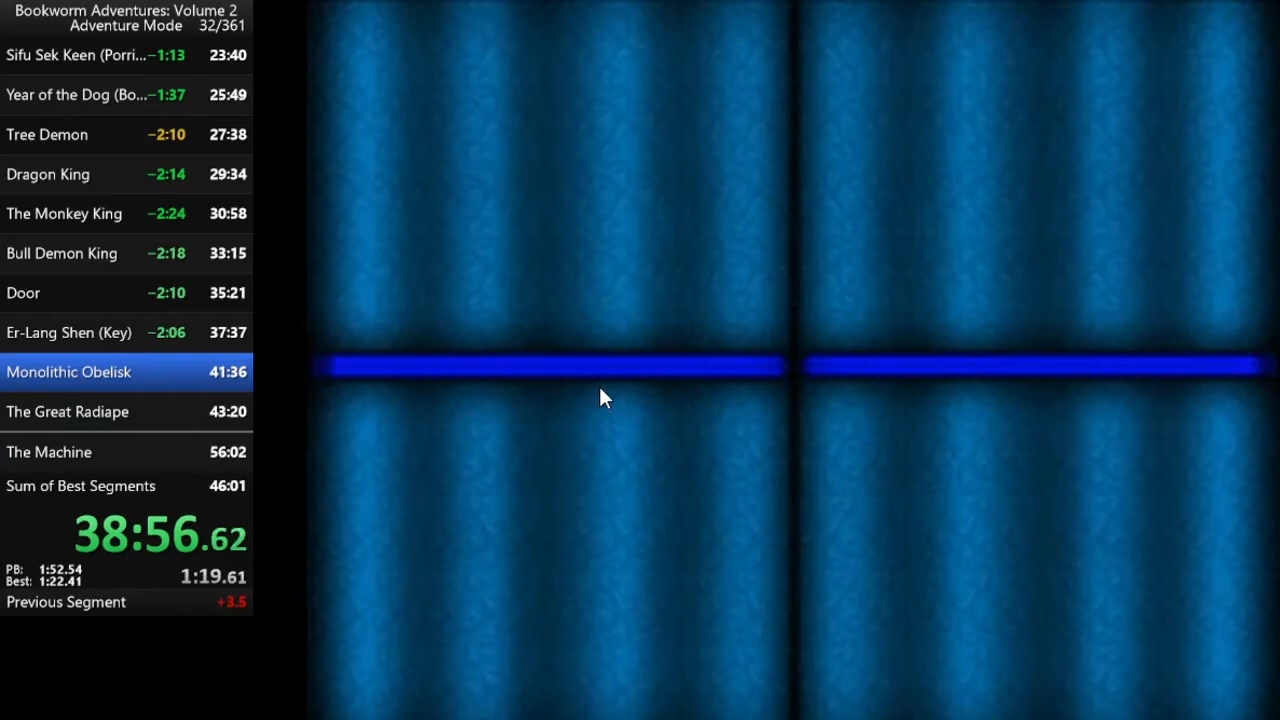 Bookworm Adventures: Volume 2
Adventure Mode 32/361
Sifu Sek Keen (Porri... −1:13 23:40
Year of the Dog (Bo... −1:37 25:49
Tree Demon −2:10 27:38
Dragon King −2:14 29:34
The Monkey King −2:24 30:58
Bull Demon King −2:18 33:15
Door −2:10 35:21
Er-Lang Shen (Key) −2:06 37:37
Monolithic Obelisk 41:36
The Great Radiape 43:20
The Machine 56:02
Sum of Best Segments 46:01
38:56.62
PB: 1:52.54
Best: 1:22.41 1:19.61
Previous Segment +3.5